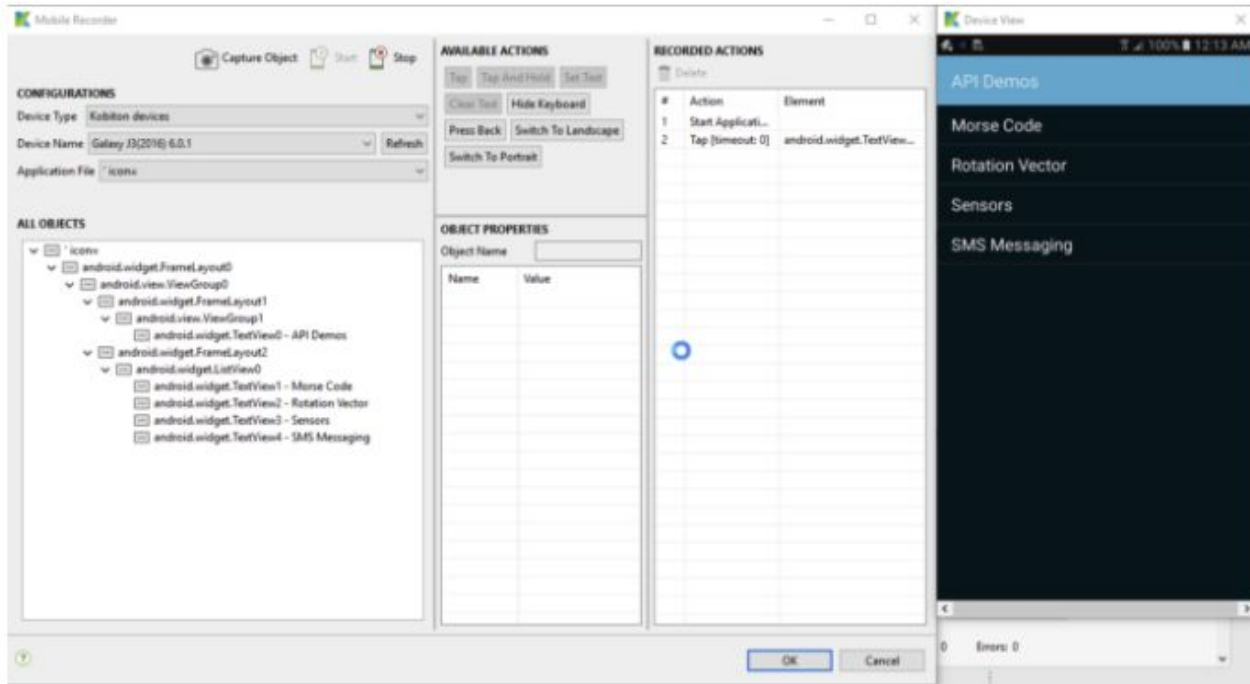 Mobile Recorder
Capture Object Start Stop
CONFIGURATIONS
Device Type Kobiton devices
Device Name Galaxy J3(2016) 6.0.1 Refresh
Application File "icon=
ALL OBJECTS
"icon=
android.widget.FrameLayout0
android.view.ViewGroup0
android.widget.FrameLayout1
android.view.ViewGroup1
android.widget.TextView0 - API Demos
android.widget.FrameLayout2
android.widget.ListView0
android.widget.TextView1 - Morse Code
android.widget.TextView2 - Rotation Vector
android.widget.TextView3 - Sensors
android.widget.TextView4 - SMS Messaging
AVAILABLE ACTIONS
Tap Tap And Hold Set Text
Clear Text Hide Keyboard
Press Back Switch To Landscape
Switch To Portrait
OBJECT PROPERTIES
Object Name
Name Value
RECORDED ACTIONS
Delete
# Action Element
1 Start Applicati...
2 Tap [timeout: 0] android.widget.TextView...
OK Cancel
Device View
100% 12:13 AM
API Demos
Morse Code
Rotation Vector
Sensors
SMS Messaging
0 Errors: 0